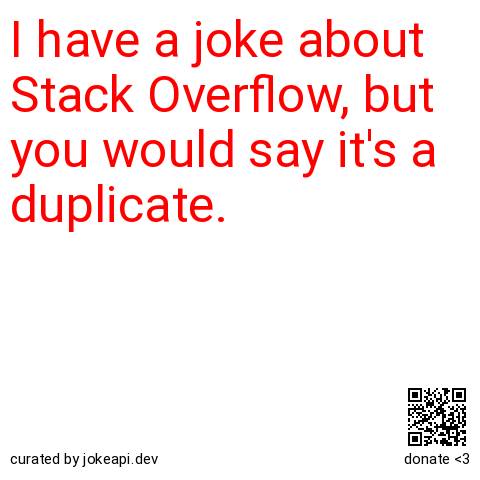 I have a joke about
Stack Overflow, but
you would say it's a
duplicate.
curated by jokeapi.dev
donate <3